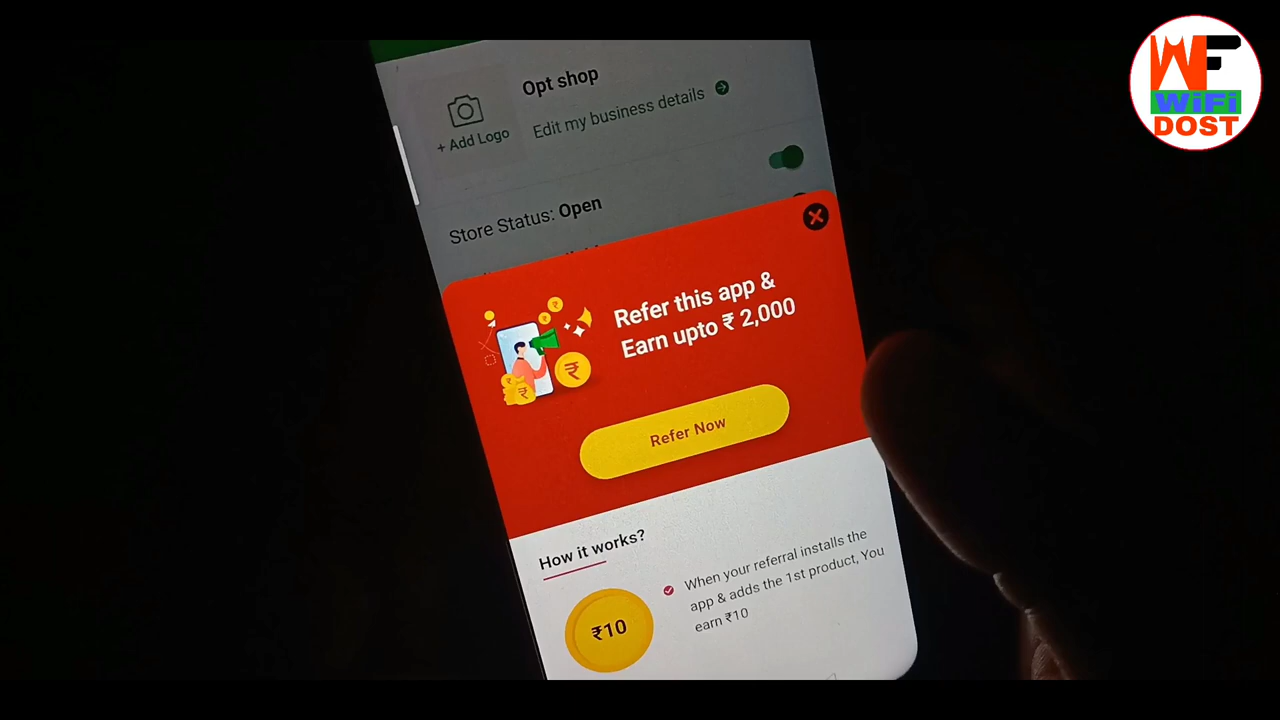 WF
WiFi
DOST
Opt shop
+ Add Logo
Edit my business details
Store Status: Open
Refer this app &
Earn upto ₹ 2,000
Refer Now
How it works?
₹10
When your referral installs the
app & adds the 1st product, You
earn ₹10